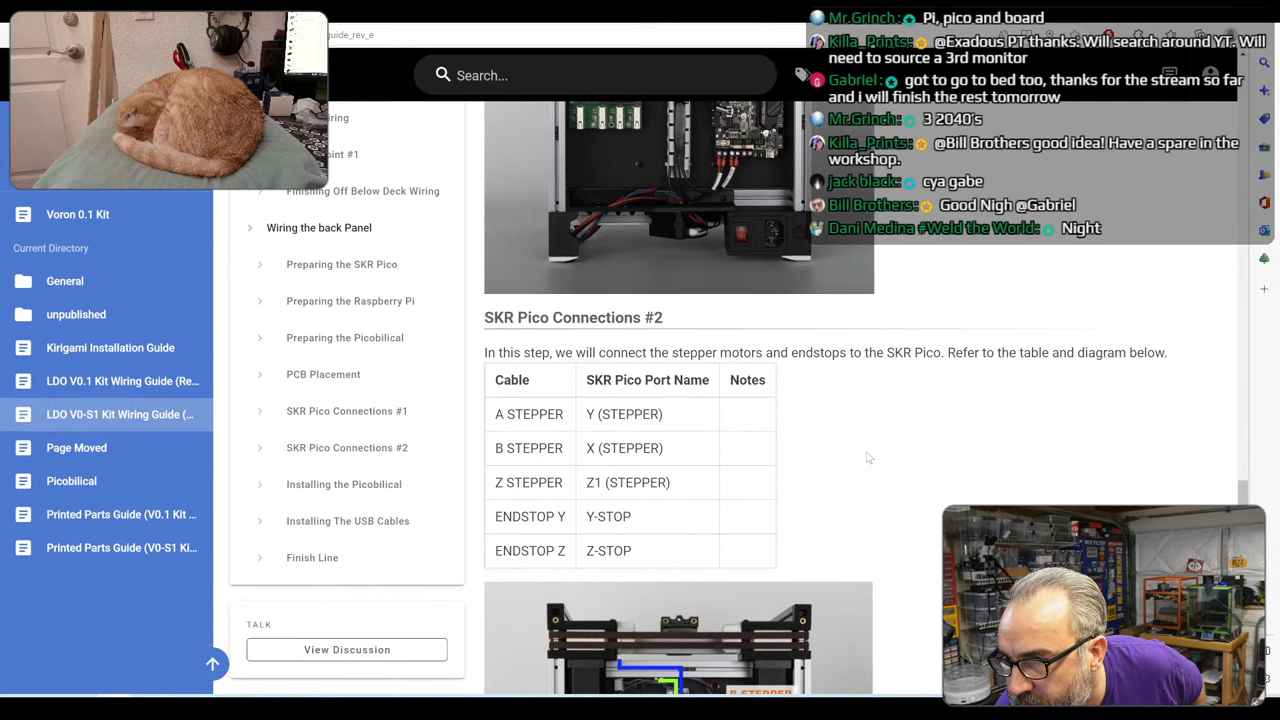 guide_rev_e
Search...
Mr.Grinch: Pi, pico and board
Killa_Prints: @Exadous PT thanks. Will search around YT. Will
need to source a 3rd monitor
Gabriel: got to go to bed too, thanks for the stream so far
and i will finish the rest tomorrow
Mr.Grinch: 3 2040's
Killa_Prints: @Bill Brothers good idea! Have a spare in the
workshop.
jack black: cya gabe
Bill Brothers: Good Nigh @Gabriel
Dani Medina #Weld the World: Night
Voron 0.1 Kit
Current Directory
General
unpublished
Kirigami Installation Guide
LDO V0.1 Kit Wiring Guide (Re...
LDO V0-S1 Kit Wiring Guide (...
Page Moved
Picobilical
Printed Parts Guide (V0.1 Kit ...
Printed Parts Guide (V0-S1 Ki...
iring
oint #1
Finishing Off Below Deck Wiring
Wiring the back Panel
Preparing the SKR Pico
Preparing the Raspberry Pi
Preparing the Picobilical
PCB Placement
SKR Pico Connections #1
SKR Pico Connections #2
Installing the Picobilical
Installing The USB Cables
Finish Line
TALK
View Discussion
SKR Pico Connections #2
In this step, we will connect the stepper motors and endstops to the SKR Pico. Refer to the table and diagram below.
Cable SKR Pico Port Name Notes
A STEPPER Y (STEPPER)
B STEPPER X (STEPPER)
Z STEPPER Z1 (STEPPER)
ENDSTOP Y Y-STOP
ENDSTOP Z Z-STOP
B STEPPER